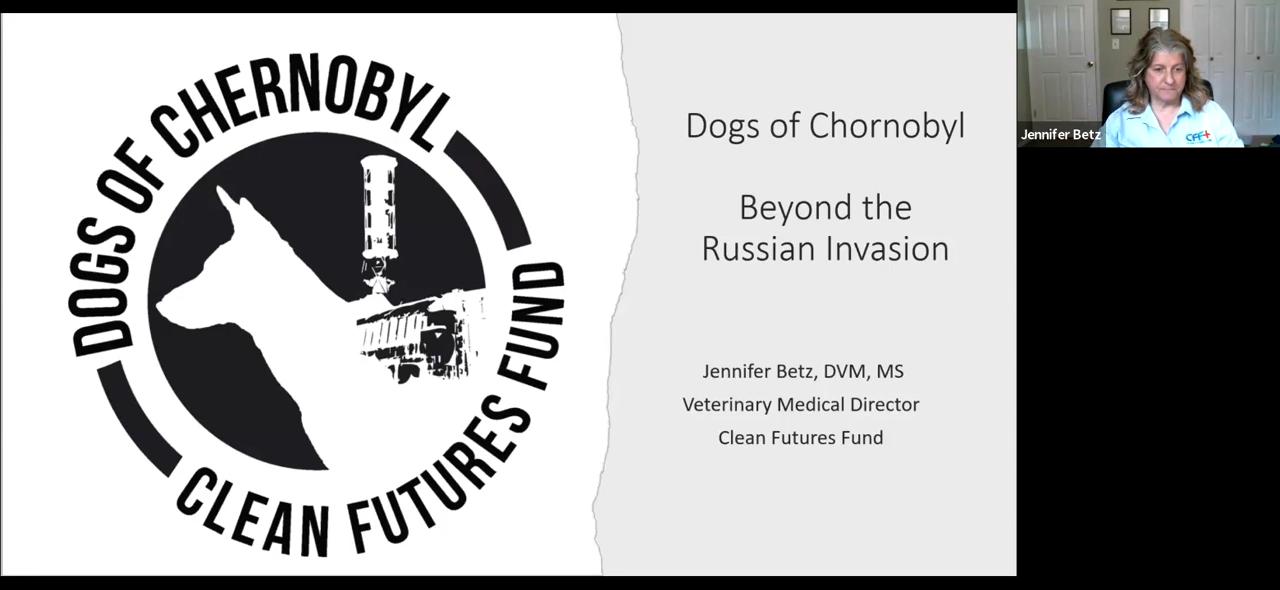 DOGS OF CHERNOBYL
CLEAN FUTURES FUND
Dogs of Chornobyl
Beyond the
Russian Invasion
Jennifer Betz, DVM, MS
Veterinary Medical Director
Clean Futures Fund
Jennifer Betz
CFF+